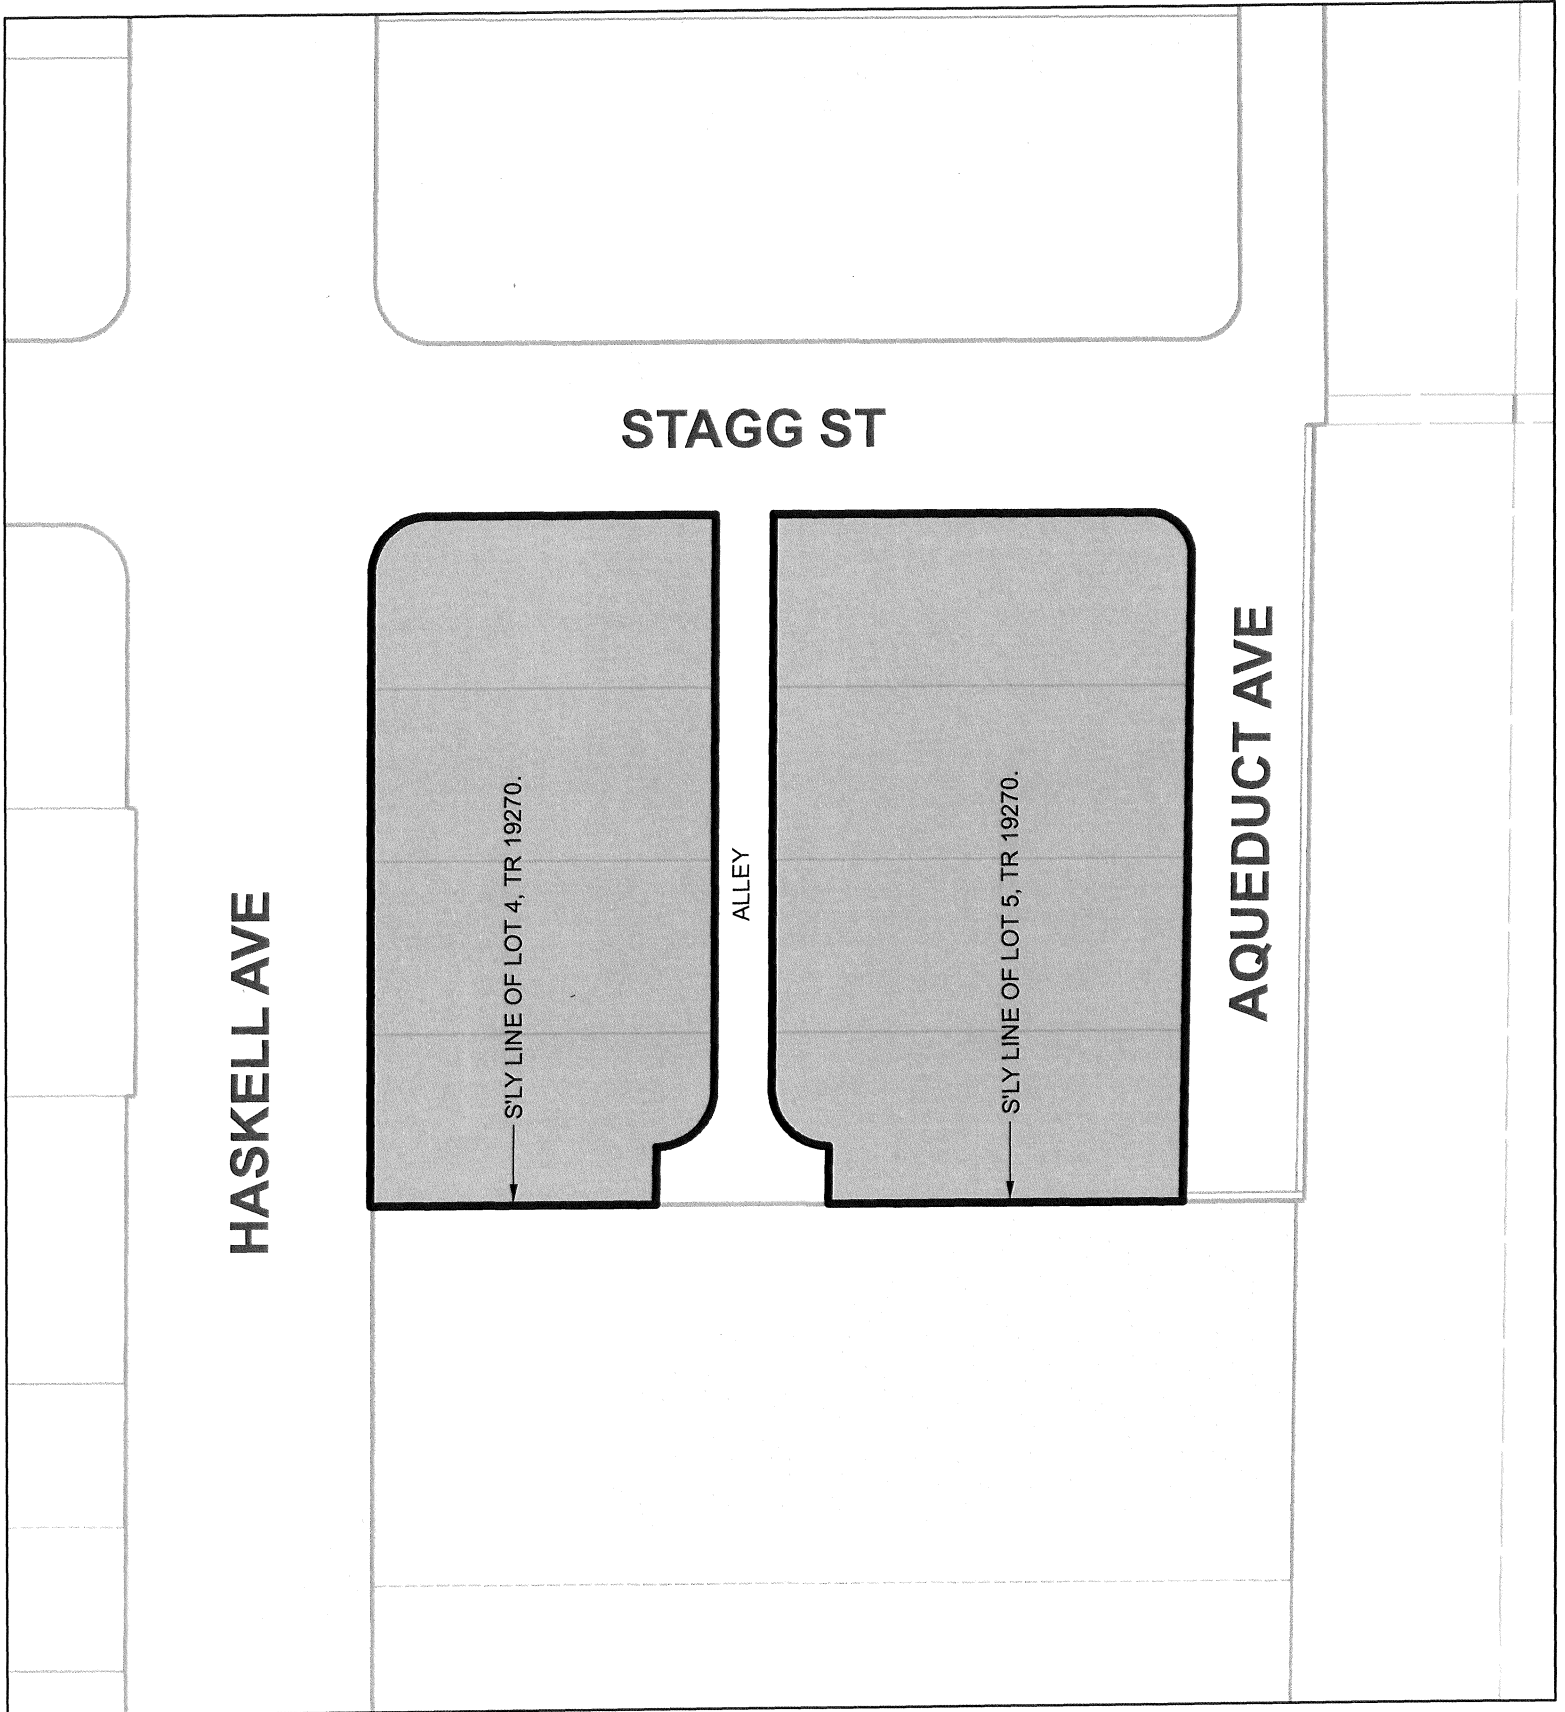 STAGG ST
HASKELL AVE
S'LY LINE OF LOT 4, TR 19270.
ALLEY
S'LY LINE OF LOT 5, TR 19270.
AQUEDUCT AVE